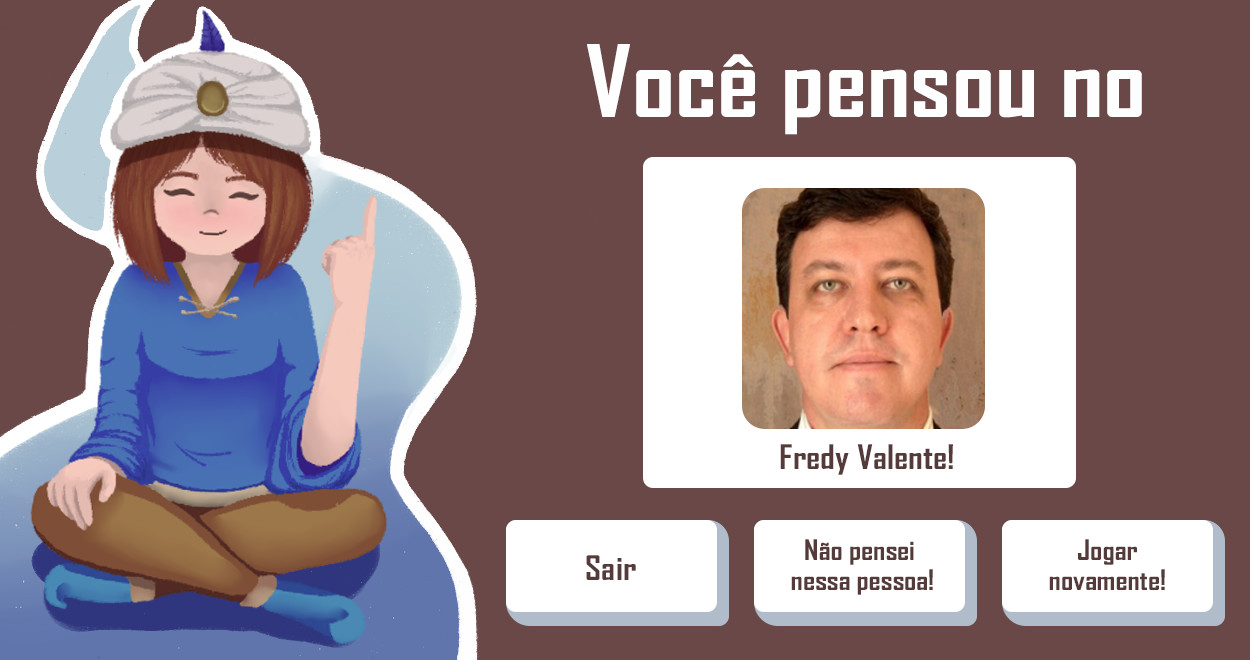 Você pensou no
Fredy Valente!
Sair
Não pensei
nessa pessoa!
Jogar
novamente!